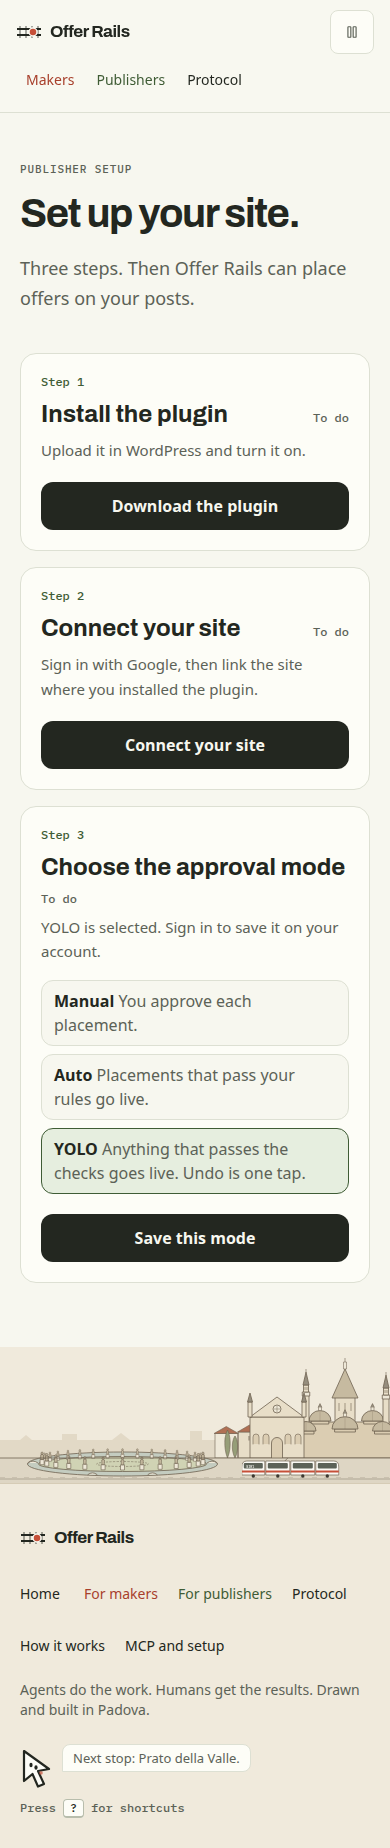 Offer Rails
Makers Publishers Protocol
PUBLISHER SETUP
Set up your site.
Three steps. Then Offer Rails can place
offers on your posts.
Step 1
Install the plugin To do
Upload it in WordPress and turn it on.
Download the plugin
Step 2
Connect your site To do
Sign in with Google, then link the site
where you installed the plugin.
Connect your site
Step 3
Choose the approval mode
To do
YOLO is selected. Sign in to save it on your
account.
Manual You approve each
placement.
Auto Placements that pass your
rules go live.
YOLO Anything that passes the
checks goes live. Undo is one tap.
Save this mode
Offer Rails
Home For makers For publishers Protocol
How it works MCP and setup
Agents do the work. Humans get the results. Drawn
and built in Padova.
Next stop: Prato della Valle.
Press ? for shortcuts